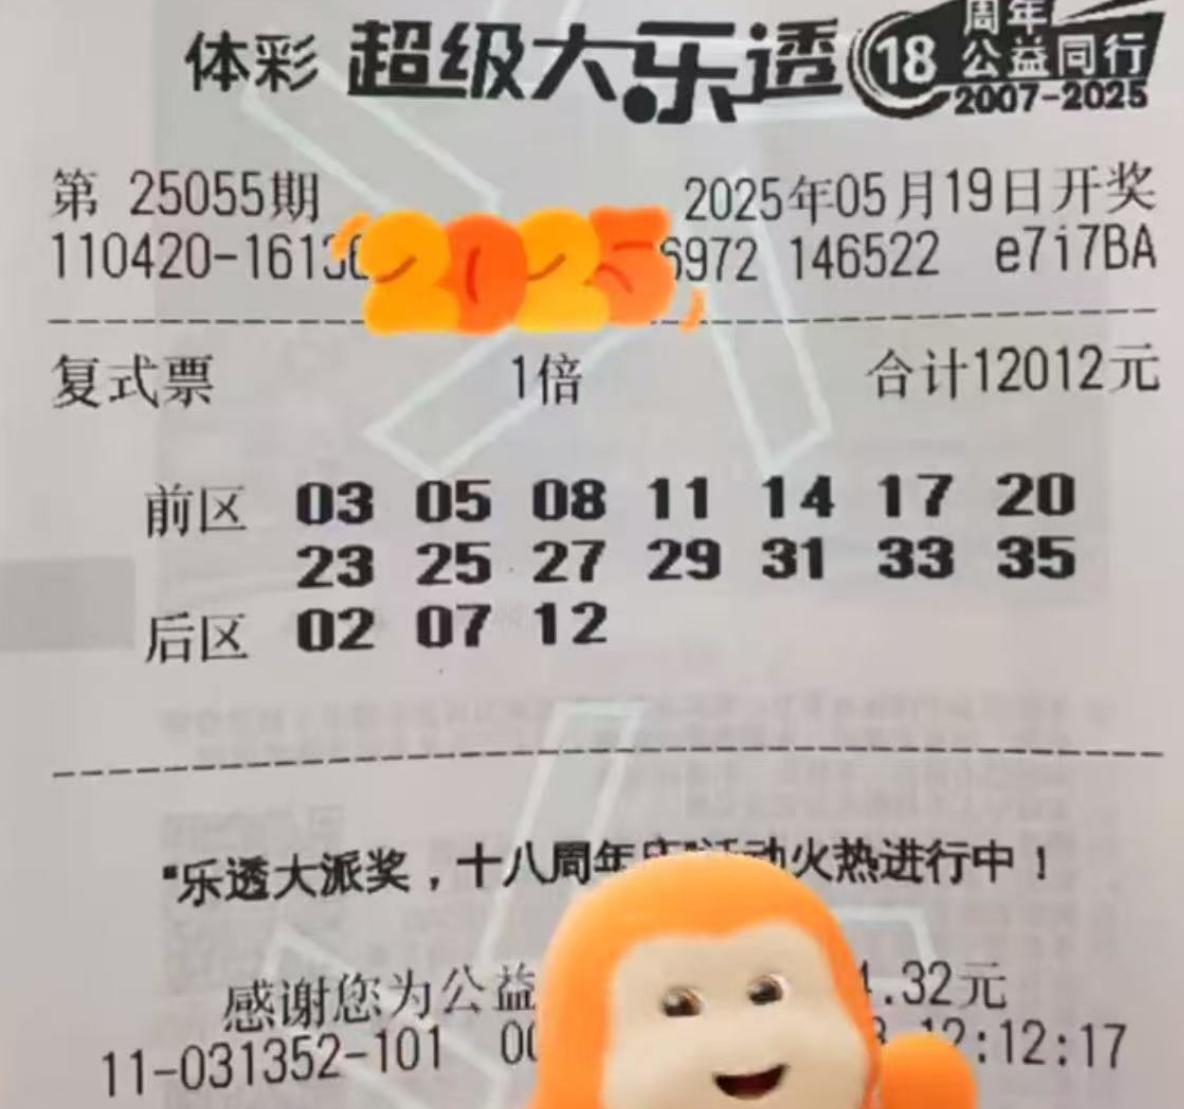 体彩 超级大乐透 18 周年
公益同行
2007-2025
第 25055期 2025年05月19日开奖
110420-1613 2025 6972 146522 e7i7BA
复式票 1倍 合计12012元
前区 03 05 08 11 14 17 20
23 25 27 29 31 33 35
后区 02 07 12
"乐透大派奖，十八周年庆"活动火热进行中！
感谢您为公益 .32元
11-031352-101 2:12:17